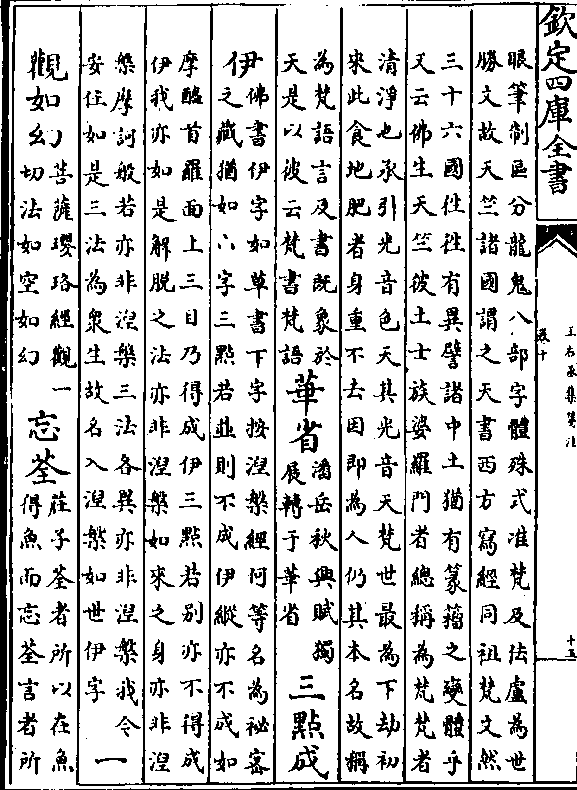 欽定四庫全書
王右丞集箋注
卷十
十五
眼筆制區分龍鬼八部字體殊式准梵及佉盧為世
勝文故天竺諸國謂之天書西方寫經同祖梵文然
三十六國往往有異譬諸中土猶有篆籀之變體乎
又云佛生天竺彼土士族婆羅門者總稱為梵梵者
清淨也承引光音色天其光音天梵世最為下劫初
來此食地肥者身重不去因即為人仍其本名故稱
為梵語言及書既象於
天是以彼云梵書梵語
華省
潘岳秋興賦獨
展轉于華省
三點成
伊
佛書伊字如草書下字按涅槃經何等名為祕密
之藏猶如∴字三點若並則不成伊縱亦不成如
摩醯首羅面上三目乃得成伊三點若别亦不得成
伊我亦如是解脫之法亦非涅槃如來之身亦非涅
槃摩訶般若亦非涅槃三法各異亦非涅槃我今
安住如是三法為衆生故名入涅槃如世伊字
一
觀如幻
菩薩瓔珞經觀一
切法如空如幻
忘荃
莊子荃者所以在魚
得魚而忘荃言者所